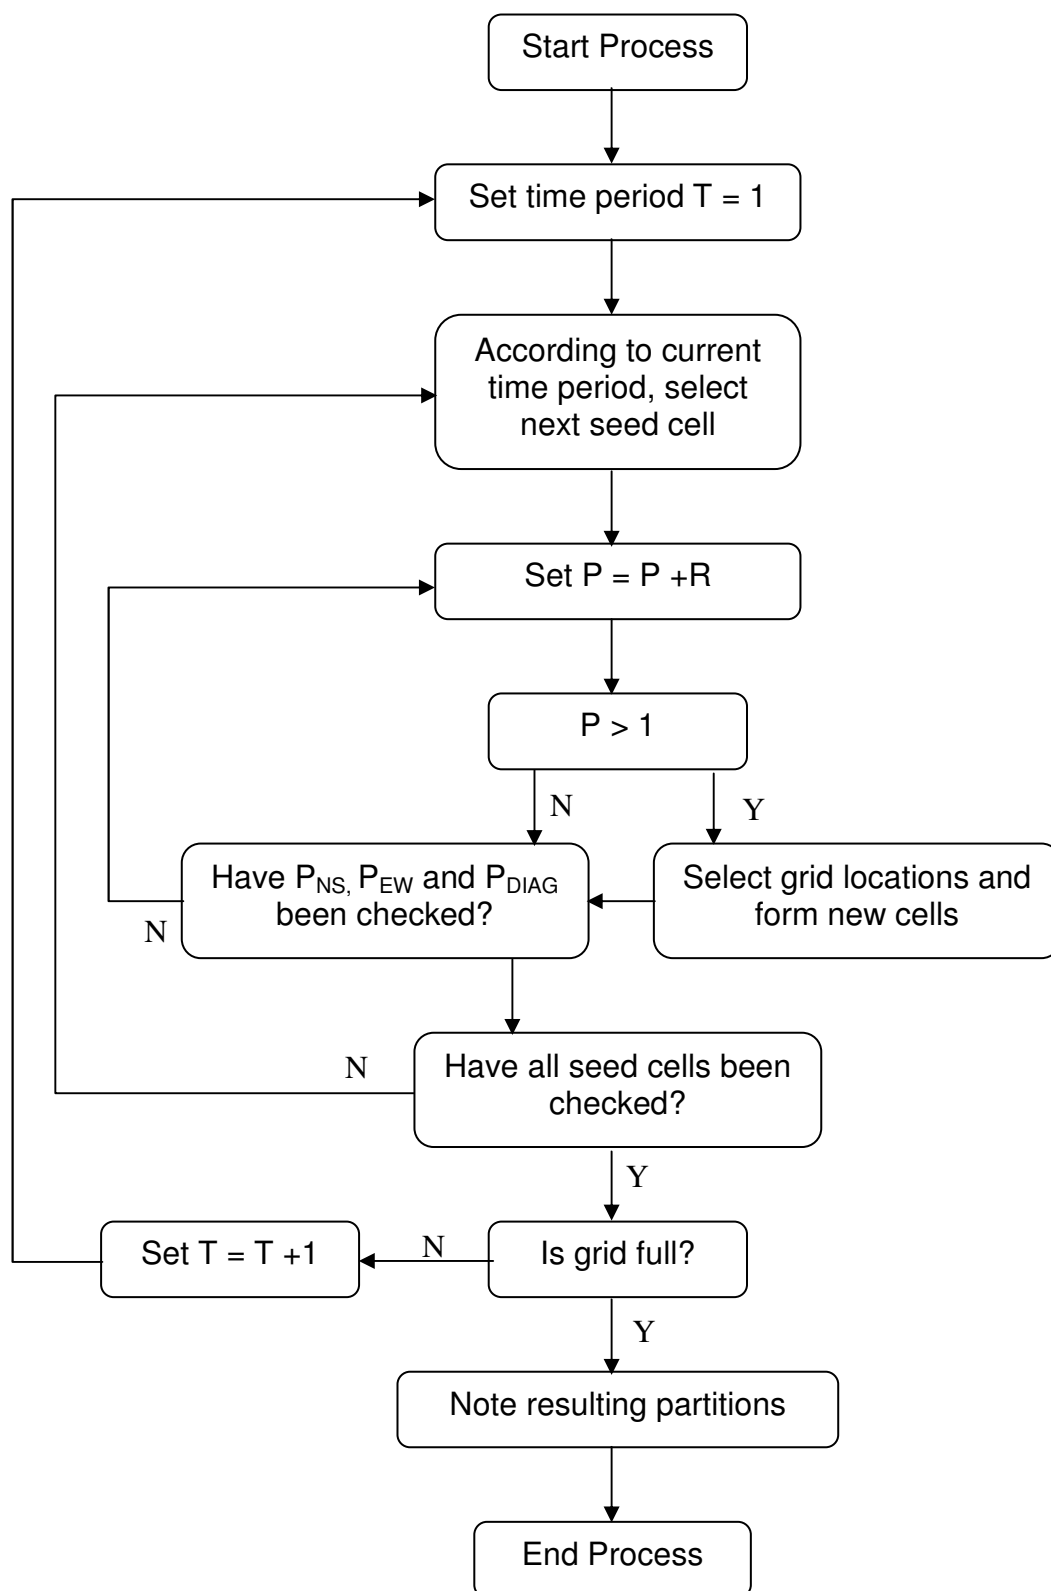 Start Process
Set time period T = 1
According to current
time period, select
next seed cell
Set P = P +R
P > 1
N
Y
Have P_NS, P_EW and P_DIAG
been checked?
Select grid locations and
form new cells
N
Have all seed cells been
checked?
N
Y
Set T = T +1
N
Is grid full?
Y
Note resulting partitions
End Process